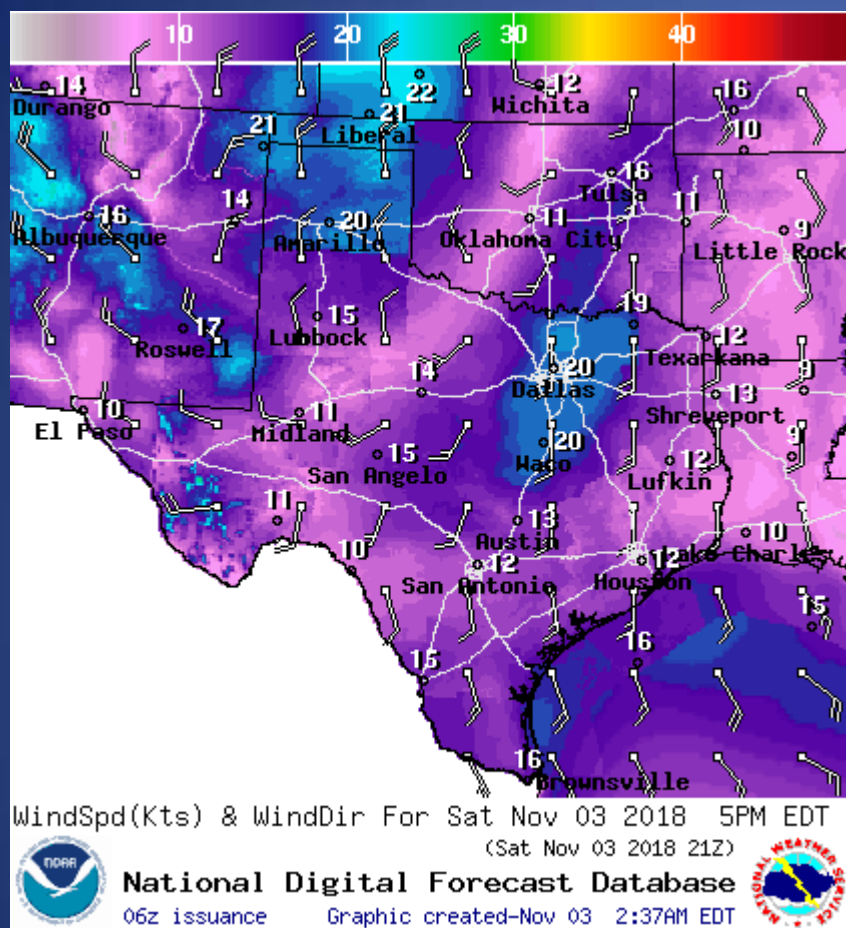 10 20 30 40
14 22 12 16
Durango Wichita
21 21
Liberal 10
16
Tulsa
14 20 11 11 9
16
Albuquerque Amarillo Oklahoma City Little Rock
15 19
17 12
Roswell Lubbock Texarkana
20
14 Dallas 13 9
10 11 Shreveport
El Paso Midland 20 9
15 Waco 12
San Angelo Lufkin
11 13 10
Austin
10 12 12 Lake Charles
San Antonio Houston
15
15 16
16
Brownsville
WindSpd(Kts) & WindDir For Sat Nov 03 2018 5PM EDT
(Sat Nov 03 2018 21Z)
NOAA
National Digital Forecast Database
06z issuance Graphic created-Nov 03 2:37AM EDT
NATIONAL WEATHER SERVICE